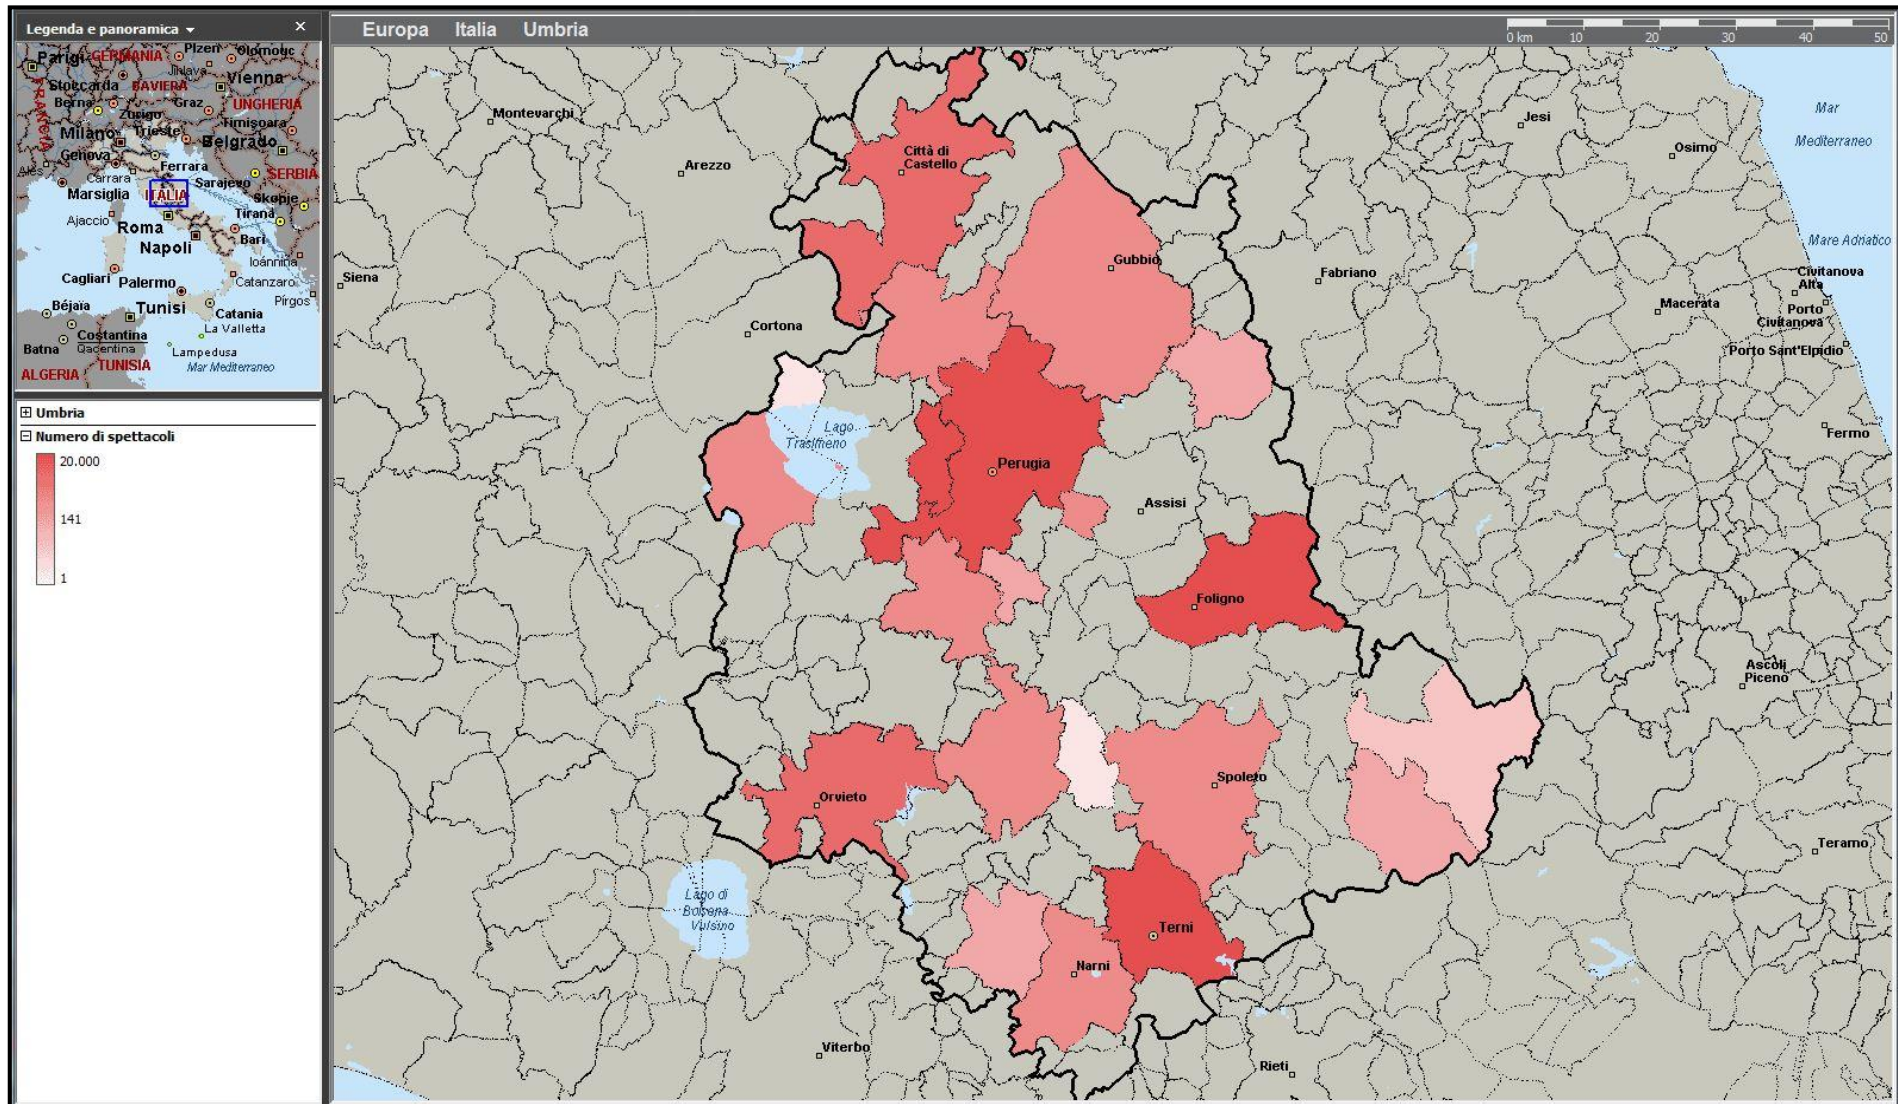 Legenda e panoramica
Europa Italia Umbria
0 km 10 20 30 40 50
Parigi
GERMANIA
Plzen
Olomouc
Jihlava
Vienna
Stoccarda
BAVIERA
FRANCIA
Berna
Graz
UNGHERIA
Zurigo
Timisoara
Milano
Trieste
Belgrado
Genova
Ferrara
Alès
Carrara
SERBIA
Marsiglia
ITALIA
Sarajevo
Skopje
Ajaccio
Tirana
Roma
Bari
NAPOLI
Ioánnina
Cagliari
Palermo
Catanzaro
Pírgos
Béjaïa
Tunisi
Catania
Costantina
La Valletta
Batna
Qacentina
Lampedusa
ALGERIA
TUNISIA
Mar Mediterraneo
Umbria
Numero di spettacoli
20.000
141
1
Montevarchi
Jesi
Mar
Mediterraneo
Osimo
Arezzo
Città di
Castello
Mare Adriatico
Gubbio
Fabriano
Siena
Civitanova
Alta
Macerata
Porto
Civitanova
Cortona
Porto Sant'Elpidio
Lago
Trasimeno
Fermo
Perugia
Assisi
Foligno
Ascoli
Piceno
Orvieto
Spoleto
Teramo
Lago di
Bolsena
Vulsino
Terni
Narni
Viterbo
Rieti